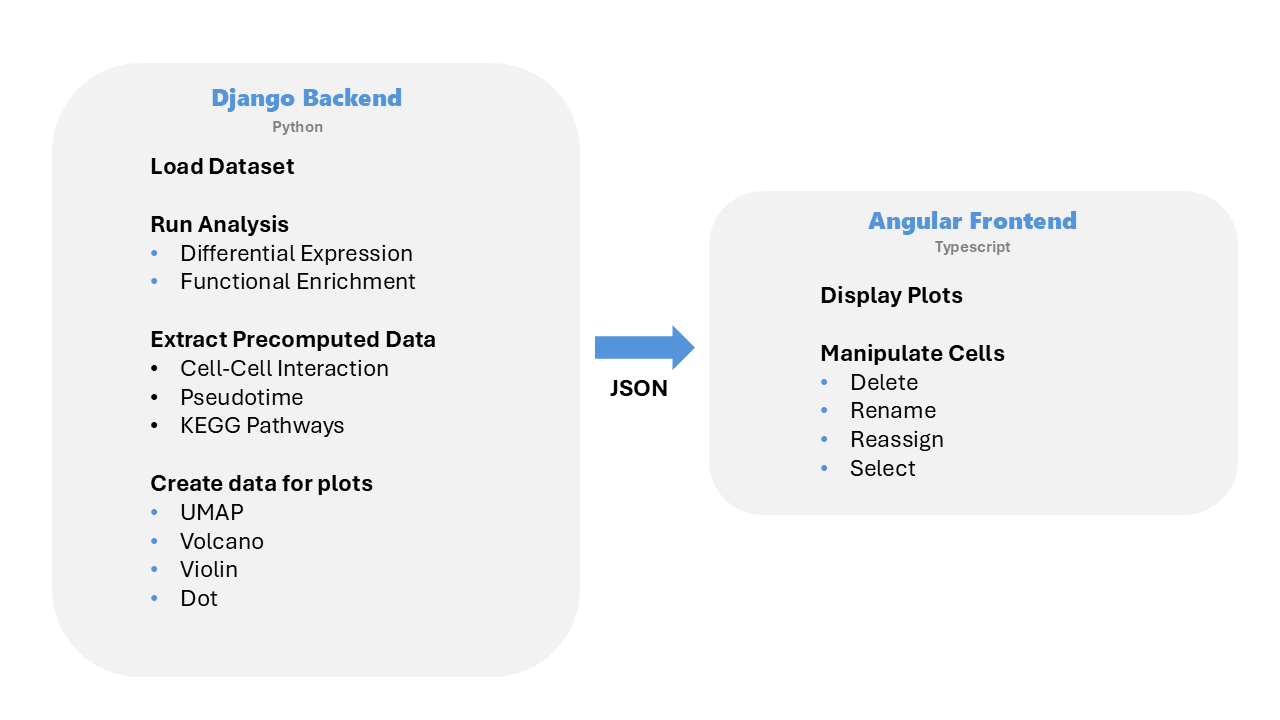 Django Backend
Python
Load Dataset
Run Analysis
• Differential Expression
• Functional Enrichment
Extract Precomputed Data
• Cell-Cell Interaction
• Pseudotime
• KEGG Pathways
Create data for plots
• UMAP
• Volcano
• Violin
• Dot
JSON
Angular Frontend
Typescript
Display Plots
Manipulate Cells
• Delete
• Rename
• Reassign
• Select